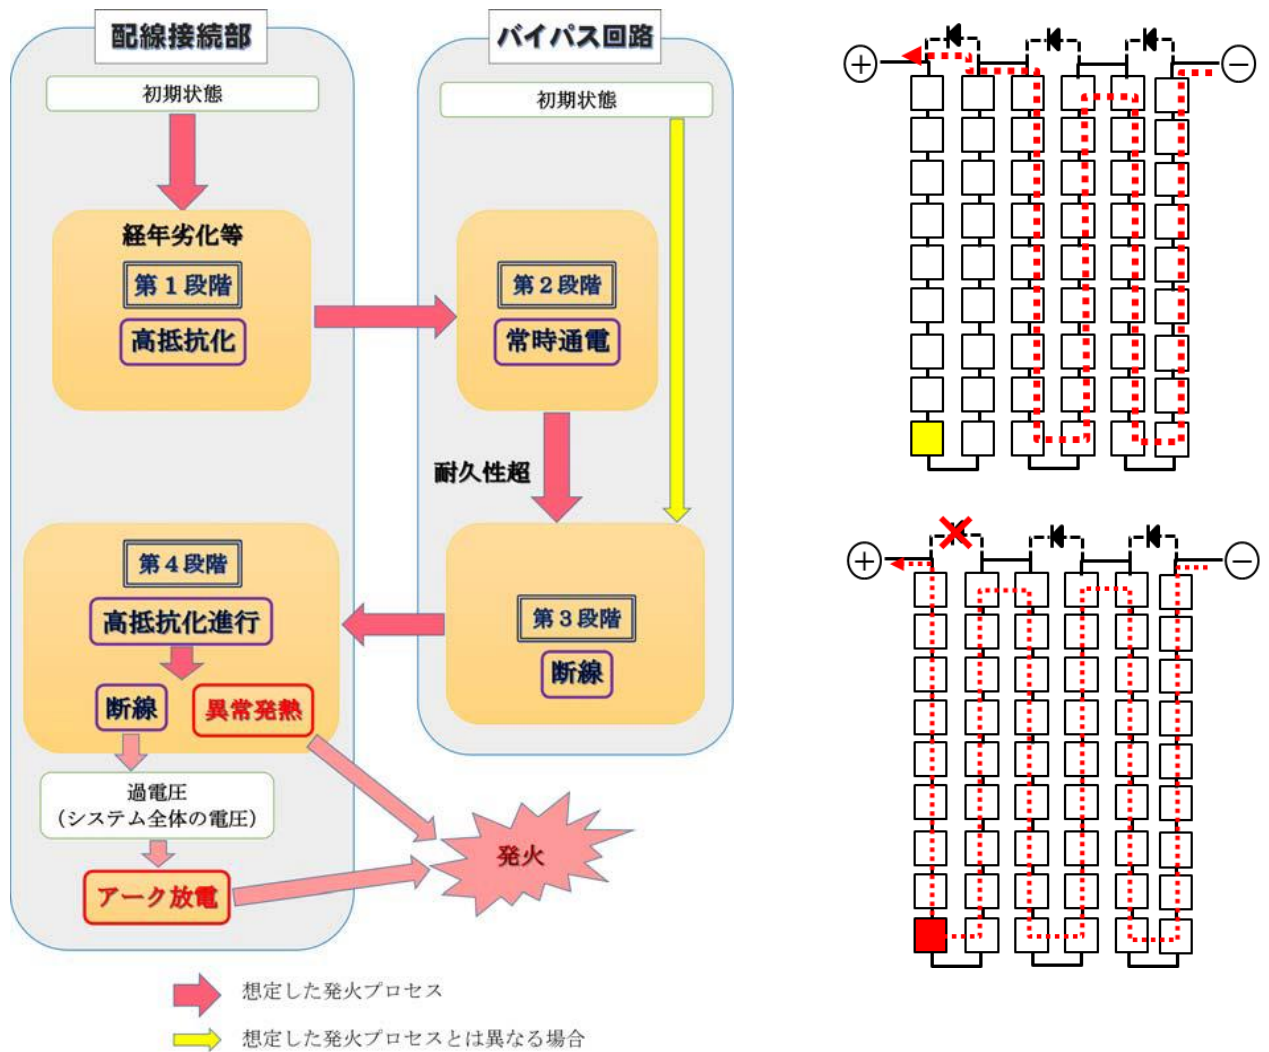 配線接続部
初期状態
経年劣化等
第1段階
高抵抗化
バイパス回路
初期状態
第2段階
常時通電
耐久性超
第3段階
断線
第4段階
高抵抗化進行
断線
異常発熱
過電圧
(システム全体の電圧)
アーク放電
発火
想定した発火プロセス
想定した発火プロセスとは異なる場合
+
−
+
−